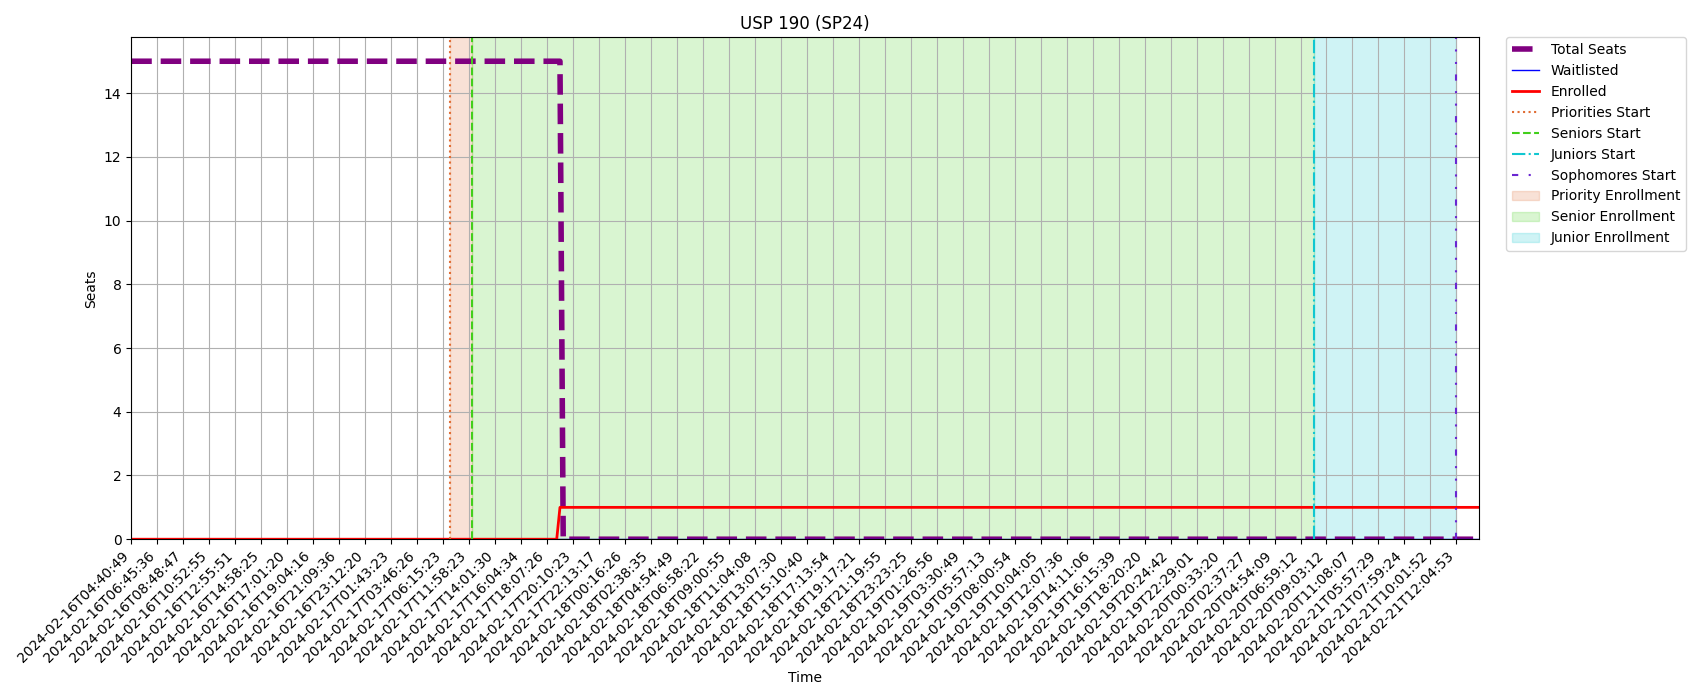 USP 190 (SP24)
Total Seats
Waitlisted
Enrolled
Priorities Start
Seniors Start
Juniors Start
Sophomores Start
Priority Enrollment
Senior Enrollment
Junior Enrollment
Seats
14
12
10
8
6
4
2
0
2024-02-16T04:40:49
2024-02-16T06:45:36
2024-02-16T08:48:47
2024-02-16T10:52:55
2024-02-16T12:55:51
2024-02-16T14:58:25
2024-02-16T17:01:20
2024-02-16T19:04:16
2024-02-16T21:09:36
2024-02-16T23:12:20
2024-02-17T01:43:23
2024-02-17T03:46:26
2024-02-17T06:15:23
2024-02-17T11:58:23
2024-02-17T14:01:30
2024-02-17T16:04:34
2024-02-17T18:07:26
2024-02-17T20:10:23
2024-02-17T22:13:17
2024-02-18T00:16:28
2024-02-18T02:38:35
2024-02-18T04:54:49
2024-02-18T06:58:22
2024-02-18T09:00:55
2024-02-18T11:04:08
2024-02-18T13:07:30
2024-02-18T15:10:40
2024-02-18T17:13:54
2024-02-18T19:17:21
2024-02-18T21:19:55
2024-02-18T23:23:25
2024-02-19T01:26:56
2024-02-19T03:30:49
2024-02-19T05:57:13
2024-02-19T08:00:54
2024-02-19T10:04:05
2024-02-19T12:07:36
2024-02-19T14:11:06
2024-02-19T16:15:39
2024-02-19T18:20:20
2024-02-19T20:24:42
2024-02-19T22:29:01
2024-02-20T00:33:20
2024-02-20T02:37:27
2024-02-20T04:54:09
2024-02-20T06:59:12
2024-02-20T09:03:12
2024-02-20T11:08:07
2024-02-21T05:57:29
2024-02-21T07:59:24
2024-02-21T10:01:52
2024-02-21T12:04:53
Time